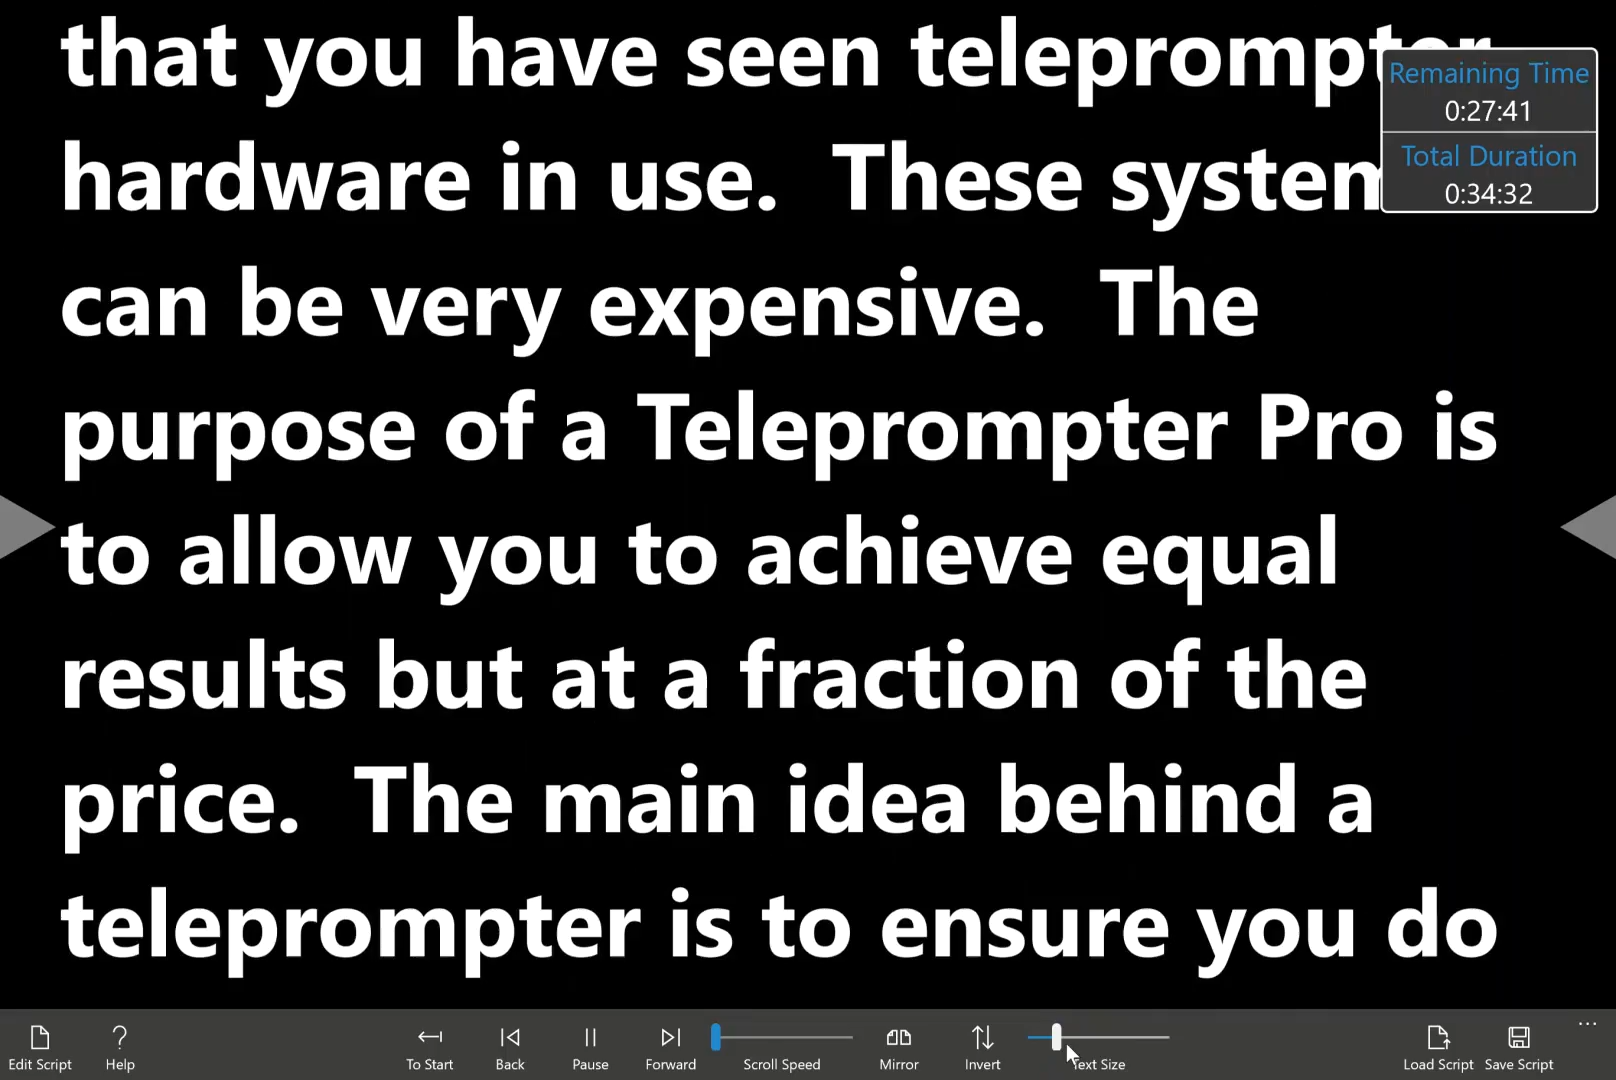 that you have seen teleprompter
hardware in use.  These system
can be very expensive.  The
purpose of a Teleprompter Pro is
to allow you to achieve equal
results but at a fraction of the
price.  The main idea behind a
teleprompter is to ensure you do
Remaining Time
0:27:41
Total Duration
0:34:32
Edit Script
Help
To Start
Back
Pause
Forward
Scroll Speed
Mirror
Invert
Text Size
Load Script
Save Script
...